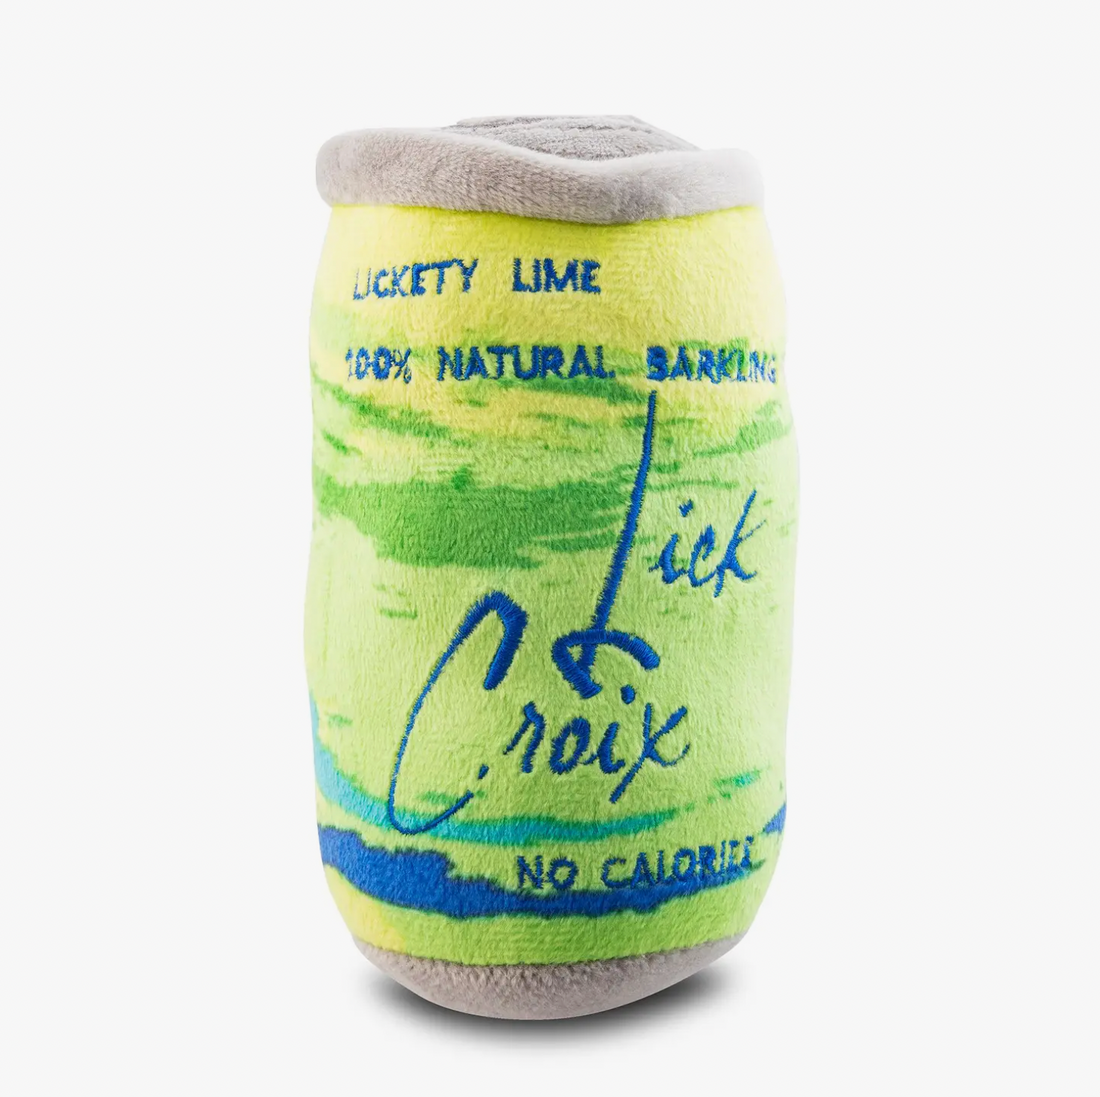 LICKETY LIME
100% NATURAL BARKLING
Lick
Croix
NO CALORIES